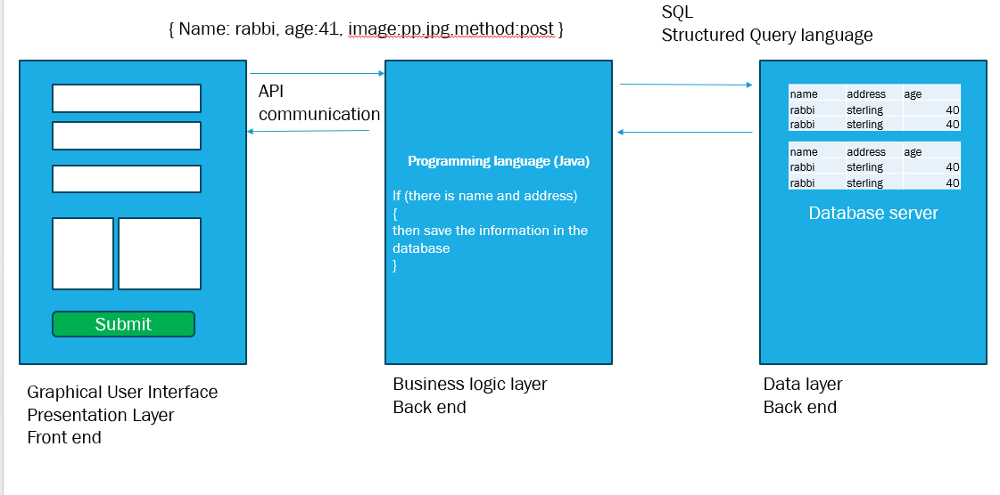 { Name: rabbi, age:41, image:pp.jpg.method:post }
SQL
Structured Query language
API
communication
Submit
Graphical User Interface
Presentation Layer
Front end
Programming language (Java)
If (there is name and address)
{
then save the information in the
database
}
Business logic layer
Back end
name address age
rabbi sterling 40
rabbi sterling 40
name address age
rabbi sterling 40
rabbi sterling 40
Database server
Data layer
Back end